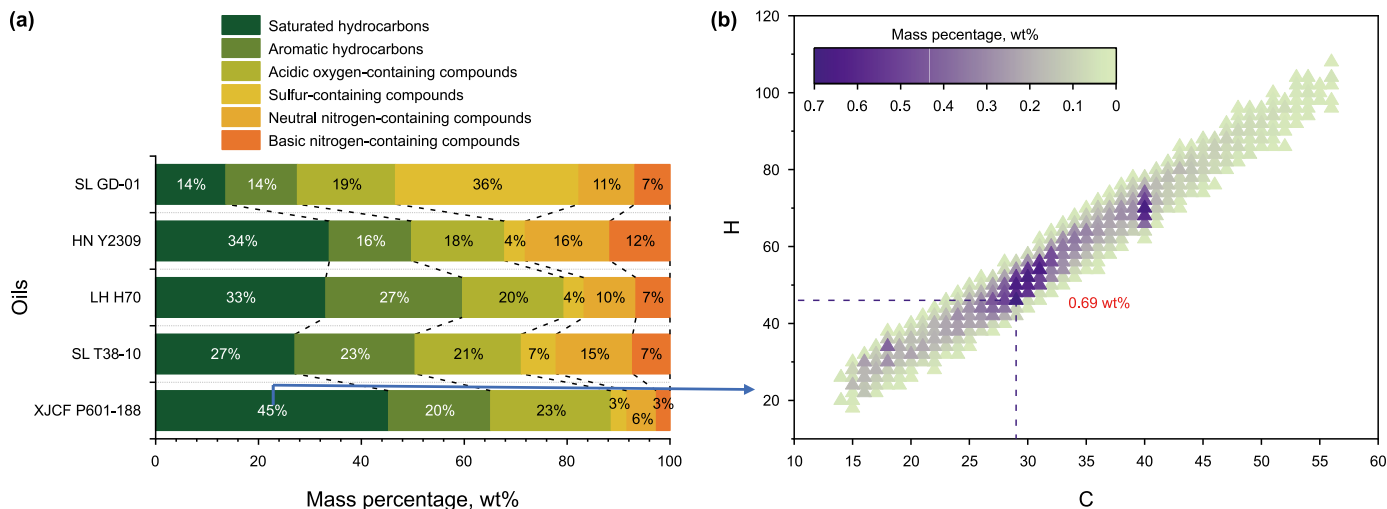 (a)
Saturated hydrocarbons
Aromatic hydrocarbons
Acidic oxygen-containing compounds
Sulfur-containing compounds
Neutral nitrogen-containing compounds
Basic nitrogen-containing compounds
Oils
SL GD-01
14% 14% 19% 36% 11% 7%
HN Y2309
34% 16% 18% 4% 16% 12%
LH H70
33% 27% 20% 4% 10% 7%
SL T38-10
27% 23% 21% 7% 15% 7%
XJCF P601-188
45% 20% 23% 3% 6% 3%
0 20 40 60 80 100
Mass percentage, wt%
(b)
Mass percentage, wt%
0.7 0.6 0.5 0.4 0.3 0.2 0.1 0
H
120
100
80
60
40
20
0.69 wt%
10 15 20 25 30 35 40 45 50 55 60
C